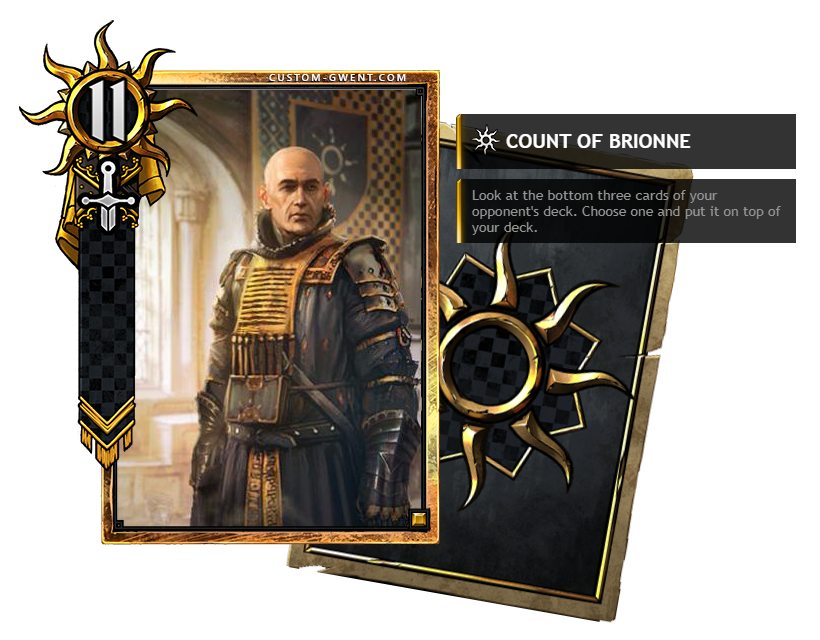 CUSTOM-GWENT.COM
11
COUNT OF BRIONNE
Look at the bottom three cards of your
opponent's deck. Choose one and put it on top of
your deck.